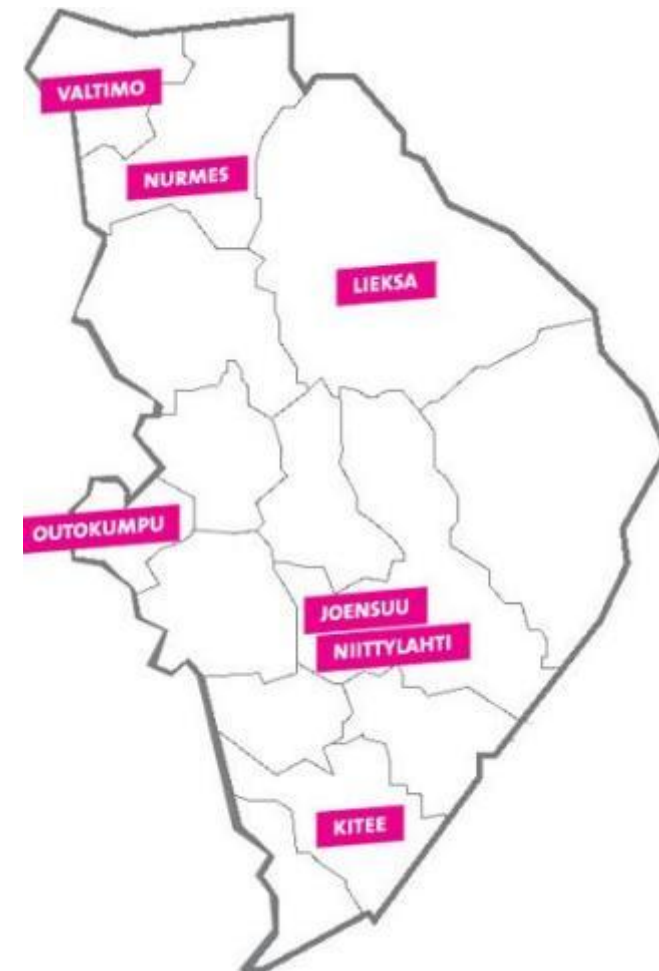 VALTIMO
NURMES
LIEKSA
OUTOKUMPU
JOENSUU
NIITTYLAHTI
KITEE